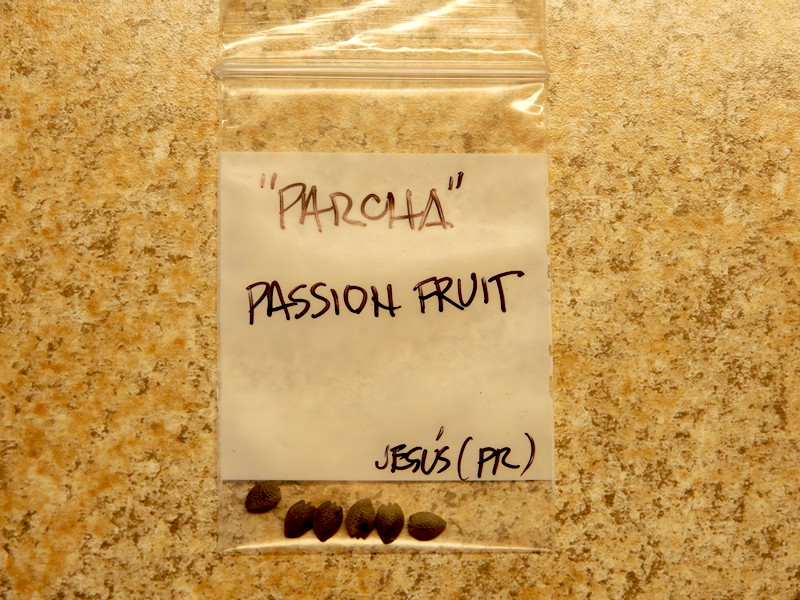 "PARCHA"
PASSION FRUIT
JESÚS (PR)